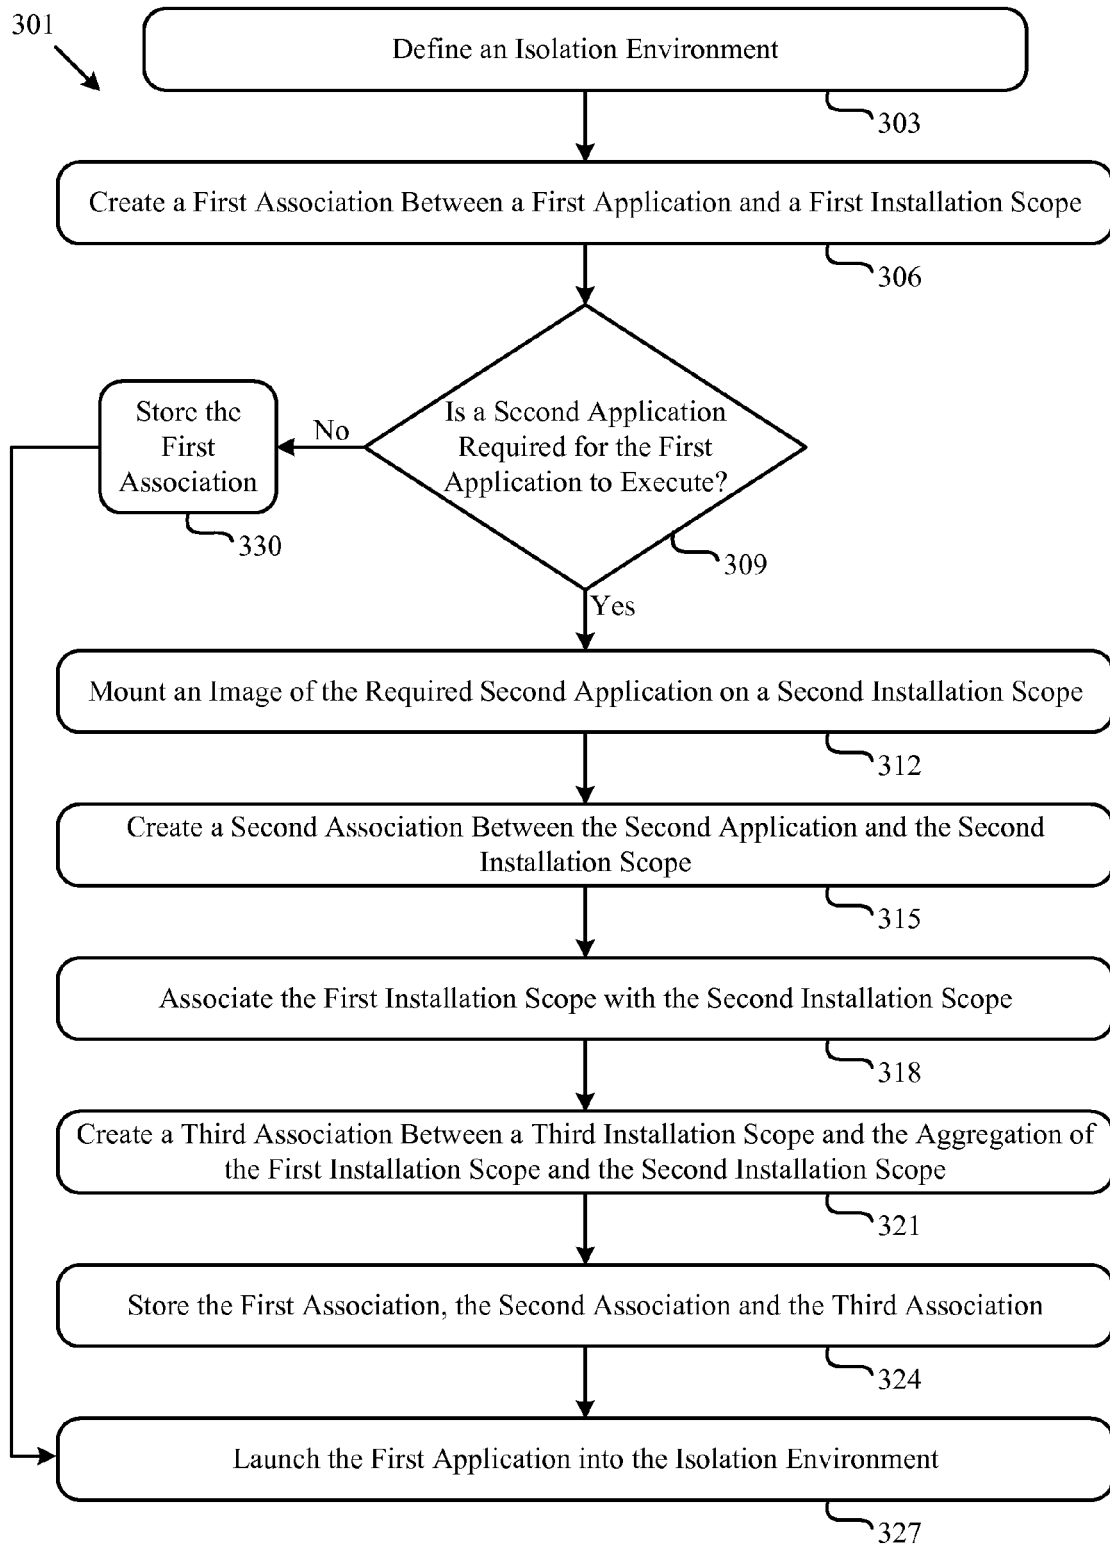 301
Define an Isolation Environment
303
Create a First Association Between a First Application and a First Installation Scope
306
Is a Second Application
Required for the First
Application to Execute?
309
No
Store the
First
Association
330
Yes
Mount an Image of the Required Second Application on a Second Installation Scope
312
Create a Second Association Between the Second Application and the Second
Installation Scope
315
Associate the First Installation Scope with the Second Installation Scope
318
Create a Third Association Between a Third Installation Scope and the Aggregation of
the First Installation Scope and the Second Installation Scope
321
Store the First Association, the Second Association and the Third Association
324
Launch the First Application into the Isolation Environment
327